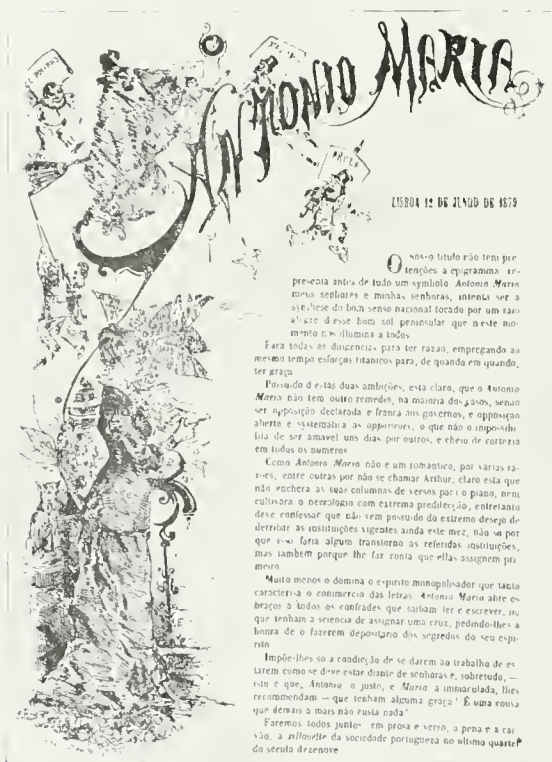 ANTONIO MARIA
LISBOA 12 DE JUNHO DE 1879
O nosso titulo não tem pre
tenções a epigramma re-
presenta antes de tudo um symbolo Antonio Maria
meus senhores e minhas senhoras, intenta ser a
synthese do bom senso nacional tocado por um raio
alegre d'esse bom sol peninsular que n'este mo-
mento nos illumina a todos
Fara todas as diligencias para ter razão, empregando ao
mesmo tempo esforços titanicos para, de quando em quando,
ter graça
Possuido d'estas duas ambições, está claro, que o Antonio
Maria não tem outro remedio, na maioria dos casos, senão
ser opposição declarada e franca aos governos, e opposição
aberta e systematica as opposições, o que não o impossibi-
lita de ser amavel uns dias por outros, e cheio de cortezia
em todos os numeros
Como Antonio Maria não e um romantico, por varias ra-
zões, entre outras por não se chamar Arthur, claro esta que
não enchera as suas columnas de versos para o piano, nem
cultivara o necrologio com extrema predilecção, entretanto
deve confessar que não vem possuido do extremo desejo de
derribar as instituições vigentes ainda este mez, não so por
que isso faria algum transtorno as referidas instituições,
mas tambem porque lhe faz conta que ellas assignem pri
meiro
Muito menos o domina o espirito monopolisador que tanto
caracterisa o commercio das letras Antonio Maria abre os
braços a todos os confrades que saibam ler e escrever, ou
que tenham a sciencia de assignar uma cruz, pedindo-lhes a
honra de o fazerem depositario dos segredos do seu espi-
rito
Impõe-lhes so a condicção de se darem ao trabalho de es
tarem como se deve estar diante de senhoras e, sobretudo, —
isto e que, Antonio o justo, e Maria a immaculada, lhes
recommendam — que tenham alguma graça! É uma cousa
que demais a mais não custa nada!
Faremos todos juntos em prosa e verso, a pena e a car
vão, a silhouette da sociedade portugueza no ultimo quartel
do seculo dezenove